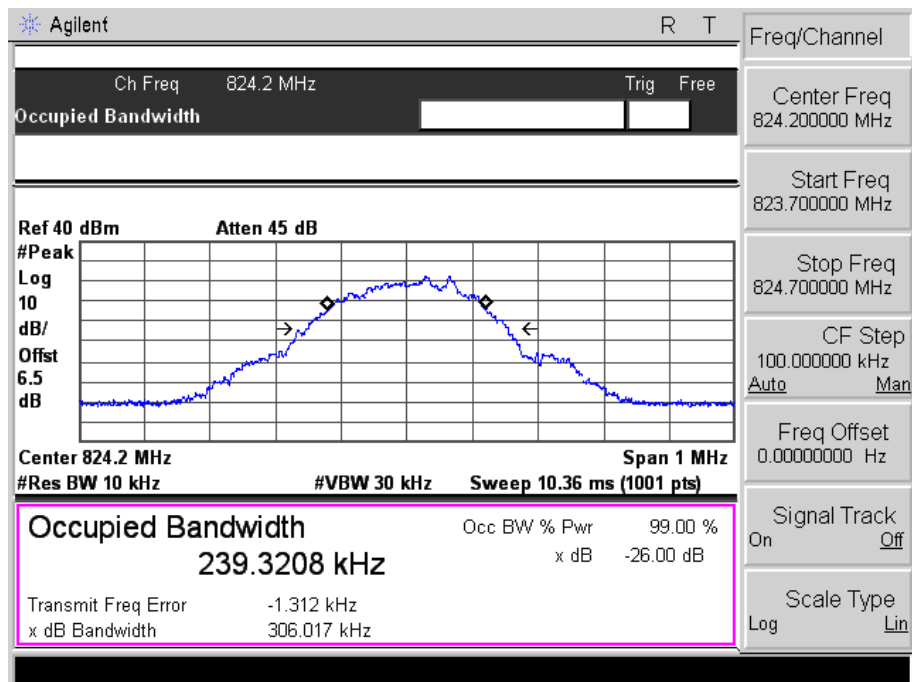 Agilent R T
Ch Freq 824.2 MHz Trig Free
Occupied Bandwidth
Ref 40 dBm Atten 45 dB
#Peak
Log
10
dB/
Offst
6.5
dB
Center 824.2 MHz Span 1 MHz
#Res BW 10 kHz #VBW 30 kHz Sweep 10.36 ms (1001 pts)
Occupied Bandwidth
239.3208 kHz
Occ BW % Pwr 99.00 %
x dB -26.00 dB
Transmit Freq Error -1.312 kHz
x dB Bandwidth 306.017 kHz
Freq/Channel
Center Freq
824.200000 MHz
Start Freq
823.700000 MHz
Stop Freq
824.700000 MHz
CF Step
100.000000 kHz
Auto Man
Freq Offset
0.00000000 Hz
Signal Track
On Off
Scale Type
Log Lin